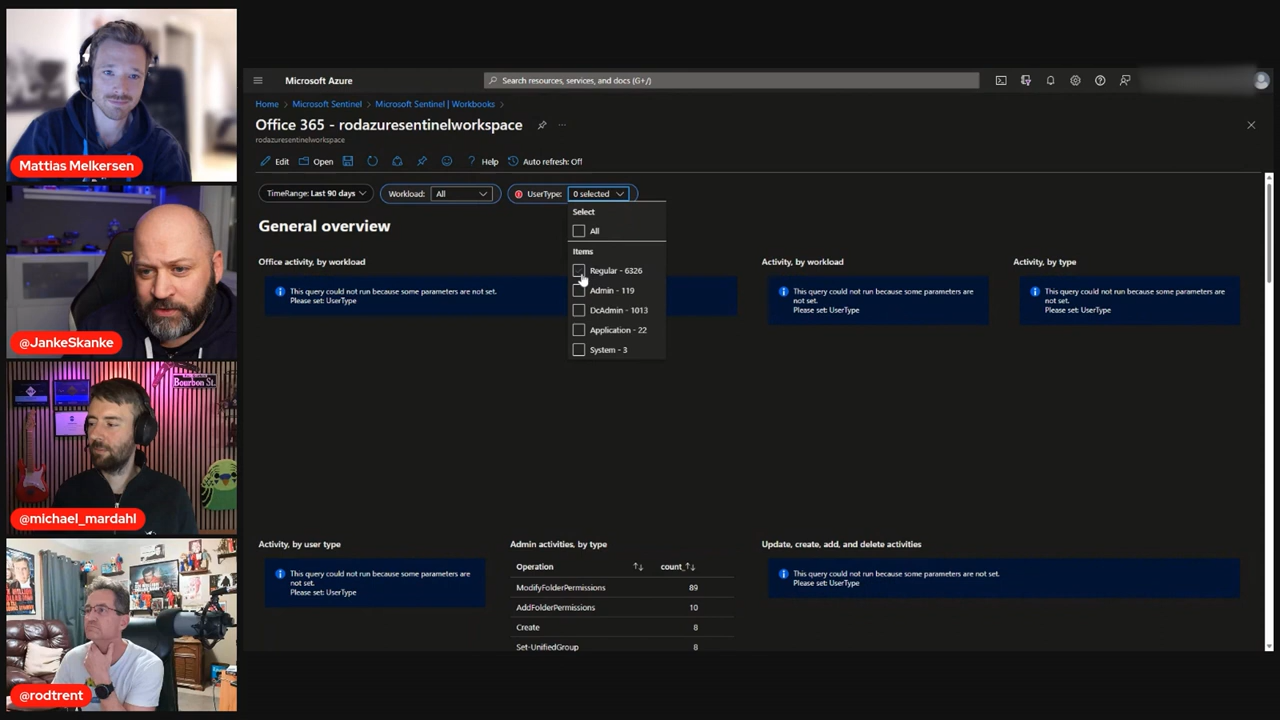 Mattias Melkersen
@JankeSkanke
Bourbon St.
@michael_mardahl
@rodtrent
Microsoft Azure
Search resources, services, and docs (G+/)
Home > Microsoft Sentinel > Microsoft Sentinel | Workbooks >
Office 365 - rodazuresentinelworkspace
rodazuresentinelworkspace
Edit Open Help Auto refresh: Off
TimeRange: Last 90 days Workload: All UserType: 0 selected
Select
All
Items
Regular - 6326
Admin - 119
DcAdmin - 1013
Application - 22
System - 3
General overview
Office activity, by workload
This query could not run because some parameters are not set.
Please set: UserType
Activity, by workload
This query could not run because some parameters are
not set.
Please set: UserType
Activity, by type
This query could not run because some parameters are
not set.
Please set: UserType
Activity, by user type
This query could not run because some parameters are
not set.
Please set: UserType
Admin activities, by type
Operation ↑↓ count_↑↓
ModifyFolderPermissions 89
AddFolderPermissions 10
Create 8
Set-UnifiedGroup 8
Update, create, add, and delete activities
This query could not run because some parameters are not set.
Please set: UserType